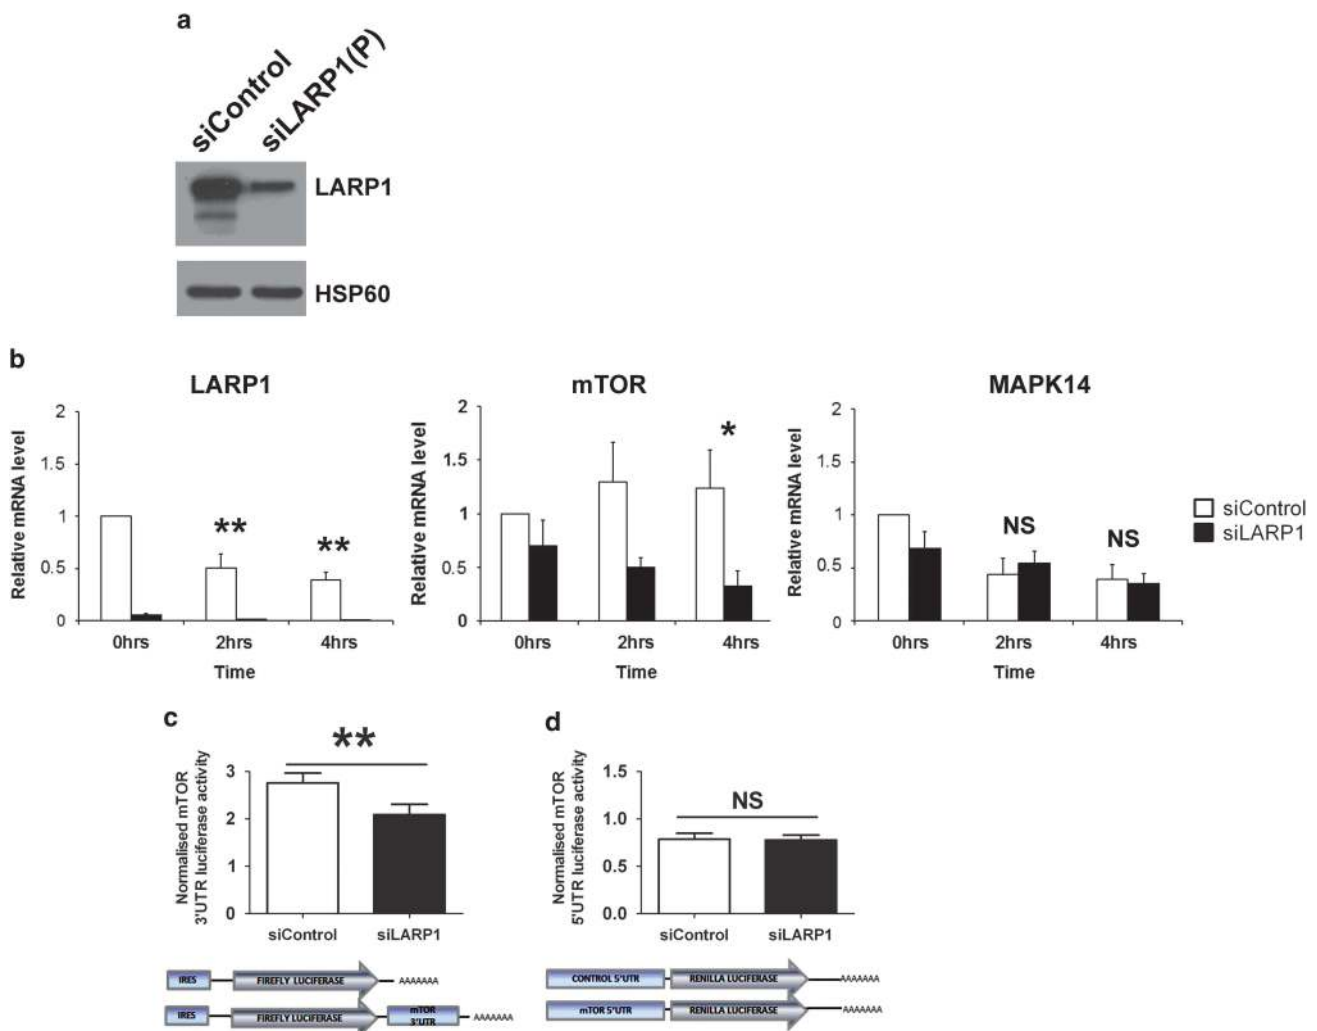 a
siControl
siLARP1(P)
LARP1
HSP60
b
LARP1
Relative mRNA level
2
1.5
1
0.5
0
**
**
0hrs 2hrs 4hrs
Time
mTOR
Relative mRNA level
2
1.5
1
0.5
0
*
0hrs 2hrs 4hrs
Time
MAPK14
Relative mRNA level
2
1.5
1
0.5
0
NS
NS
0hrs 2hrs 4hrs
Time
siControl
siLARP1
c
Normalised mTOR
3'UTR luciferase activity
3
2
1
0
**
siControl siLARP1
IRES FIREFLY LUCIFERASE AAAAAAA
IRES FIREFLY LUCIFERASE mTOR
3'UTR AAAAAAA
d
Normalised mTOR
5'UTR luciferase activity
1.5
1.0
0.5
0.0
NS
siControl siLARP1
CONTROL 5'UTR RENILLA LUCIFERASE AAAAAAA
mTOR 5'UTR RENILLA LUCIFERASE AAAAAAA